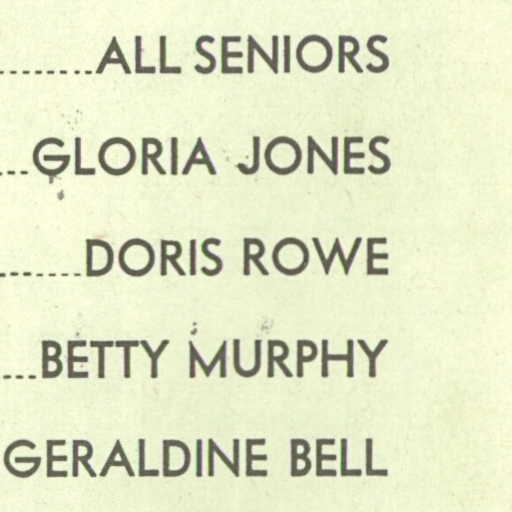 ........ALL SENIORS
...GLORIA JONES
.........DORIS ROWE
....BETTY MURPHY
GERALDINE BELL